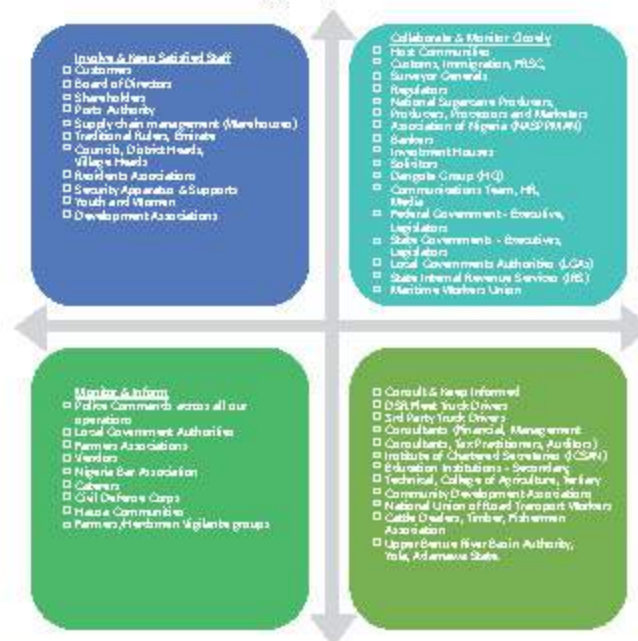 Involve & Keep Satisfied Staff
Customers
Board of Directors
Shareholders
Ports Authority
Supply chain management (Warehouses)
Traditional Rulers, Emirate
Councils, District Heads,
Village Heads
Residents Associations
Security Apparatus & Supports
Youth and Women
Development Associations
Collaborate & Monitor Closely
Host Communities
Customs, Immigration, FRSC,
Surveyor Generals
Regulators
National Sugarcane Producers,
Producers, Processors and Marketers
Association of Nigeria (NASPPMAN)
Bankers
Investment Houses
Solicitors
Dangote Group (HQ)
Communications Team, HR,
Media
Federal Government - Executive,
Legislators
State Governments - Executives,
Legislators
Local Governments Authorities (LGAs)
State Internal Revenue Services (IRS)
Maritime Workers Union
Monitor & Inform
Police Commands across all our
operations
Local Government Authorities
Farmers Associations
Vendors
Nigeria Bar Association
Caterers
Civil Defence Corps
Hausa Communities
Farmers/Herdsmen Vigilante groups
Consult & Keep Informed
DSR Fleet Truck Drivers
3rd Party Truck Drivers
Consultants (Financial, Management
Consultants, Tax Practitioners, Auditors)
Institute of Chartered Secretaries (ICSAN)
Education Institutions - Secondary,
Technical, College of Agriculture, Tertiary
Community Development Associations
National Union of Road Transport Workers
Cattle Dealers, Timber, Fishermen
Association
Upper Benue River Basin Authority,
Yola, Adamawa State.